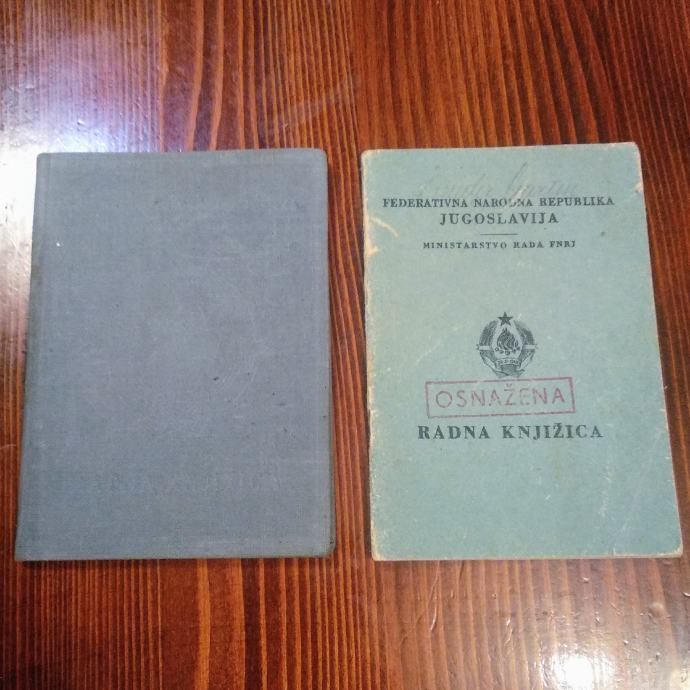 FEDERATIVNA NARODNA REPUBLIKA
JUGOSLAVIJA
MINISTARSTVO RADA FNRJ
OSNAŽENA
RADNA KNJIŽICA